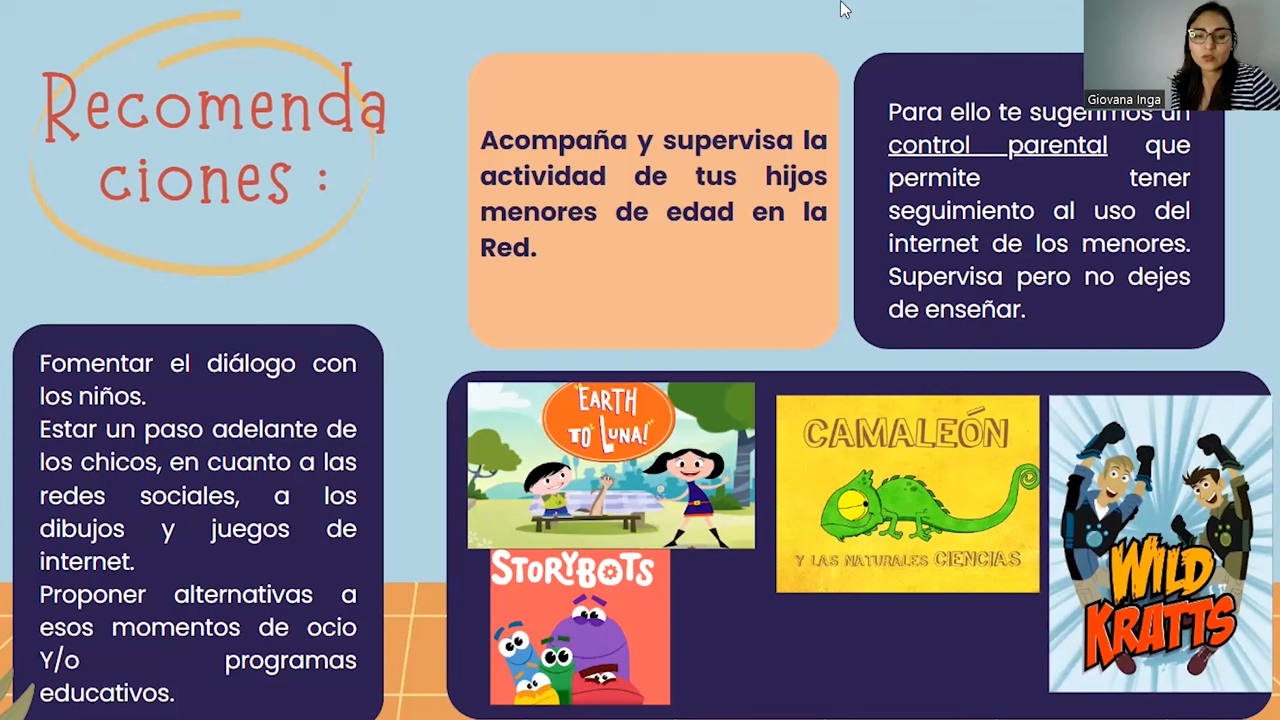 Recomenda
ciones :
Acompaña y supervisa la
actividad de tus hijos
menores de edad en la
Red.
Para ello te sugerimos un
control parental que
permite tener
seguimiento al uso del
internet de los menores.
Supervisa pero no dejes
de enseñar.
Giovana Inga
Fomentar el diálogo con
los niños.
Estar un paso adelante de
los chicos, en cuanto a las
redes sociales, a los
dibujos y juegos de
internet.
Proponer alternativas a
esos momentos de ocio
Y/o programas
educativos.
EARTH
TO LUNA!
STORYBOTS
CAMALEÓN
Y LAS NATURALES CIENCIAS
WILD
KRATTS